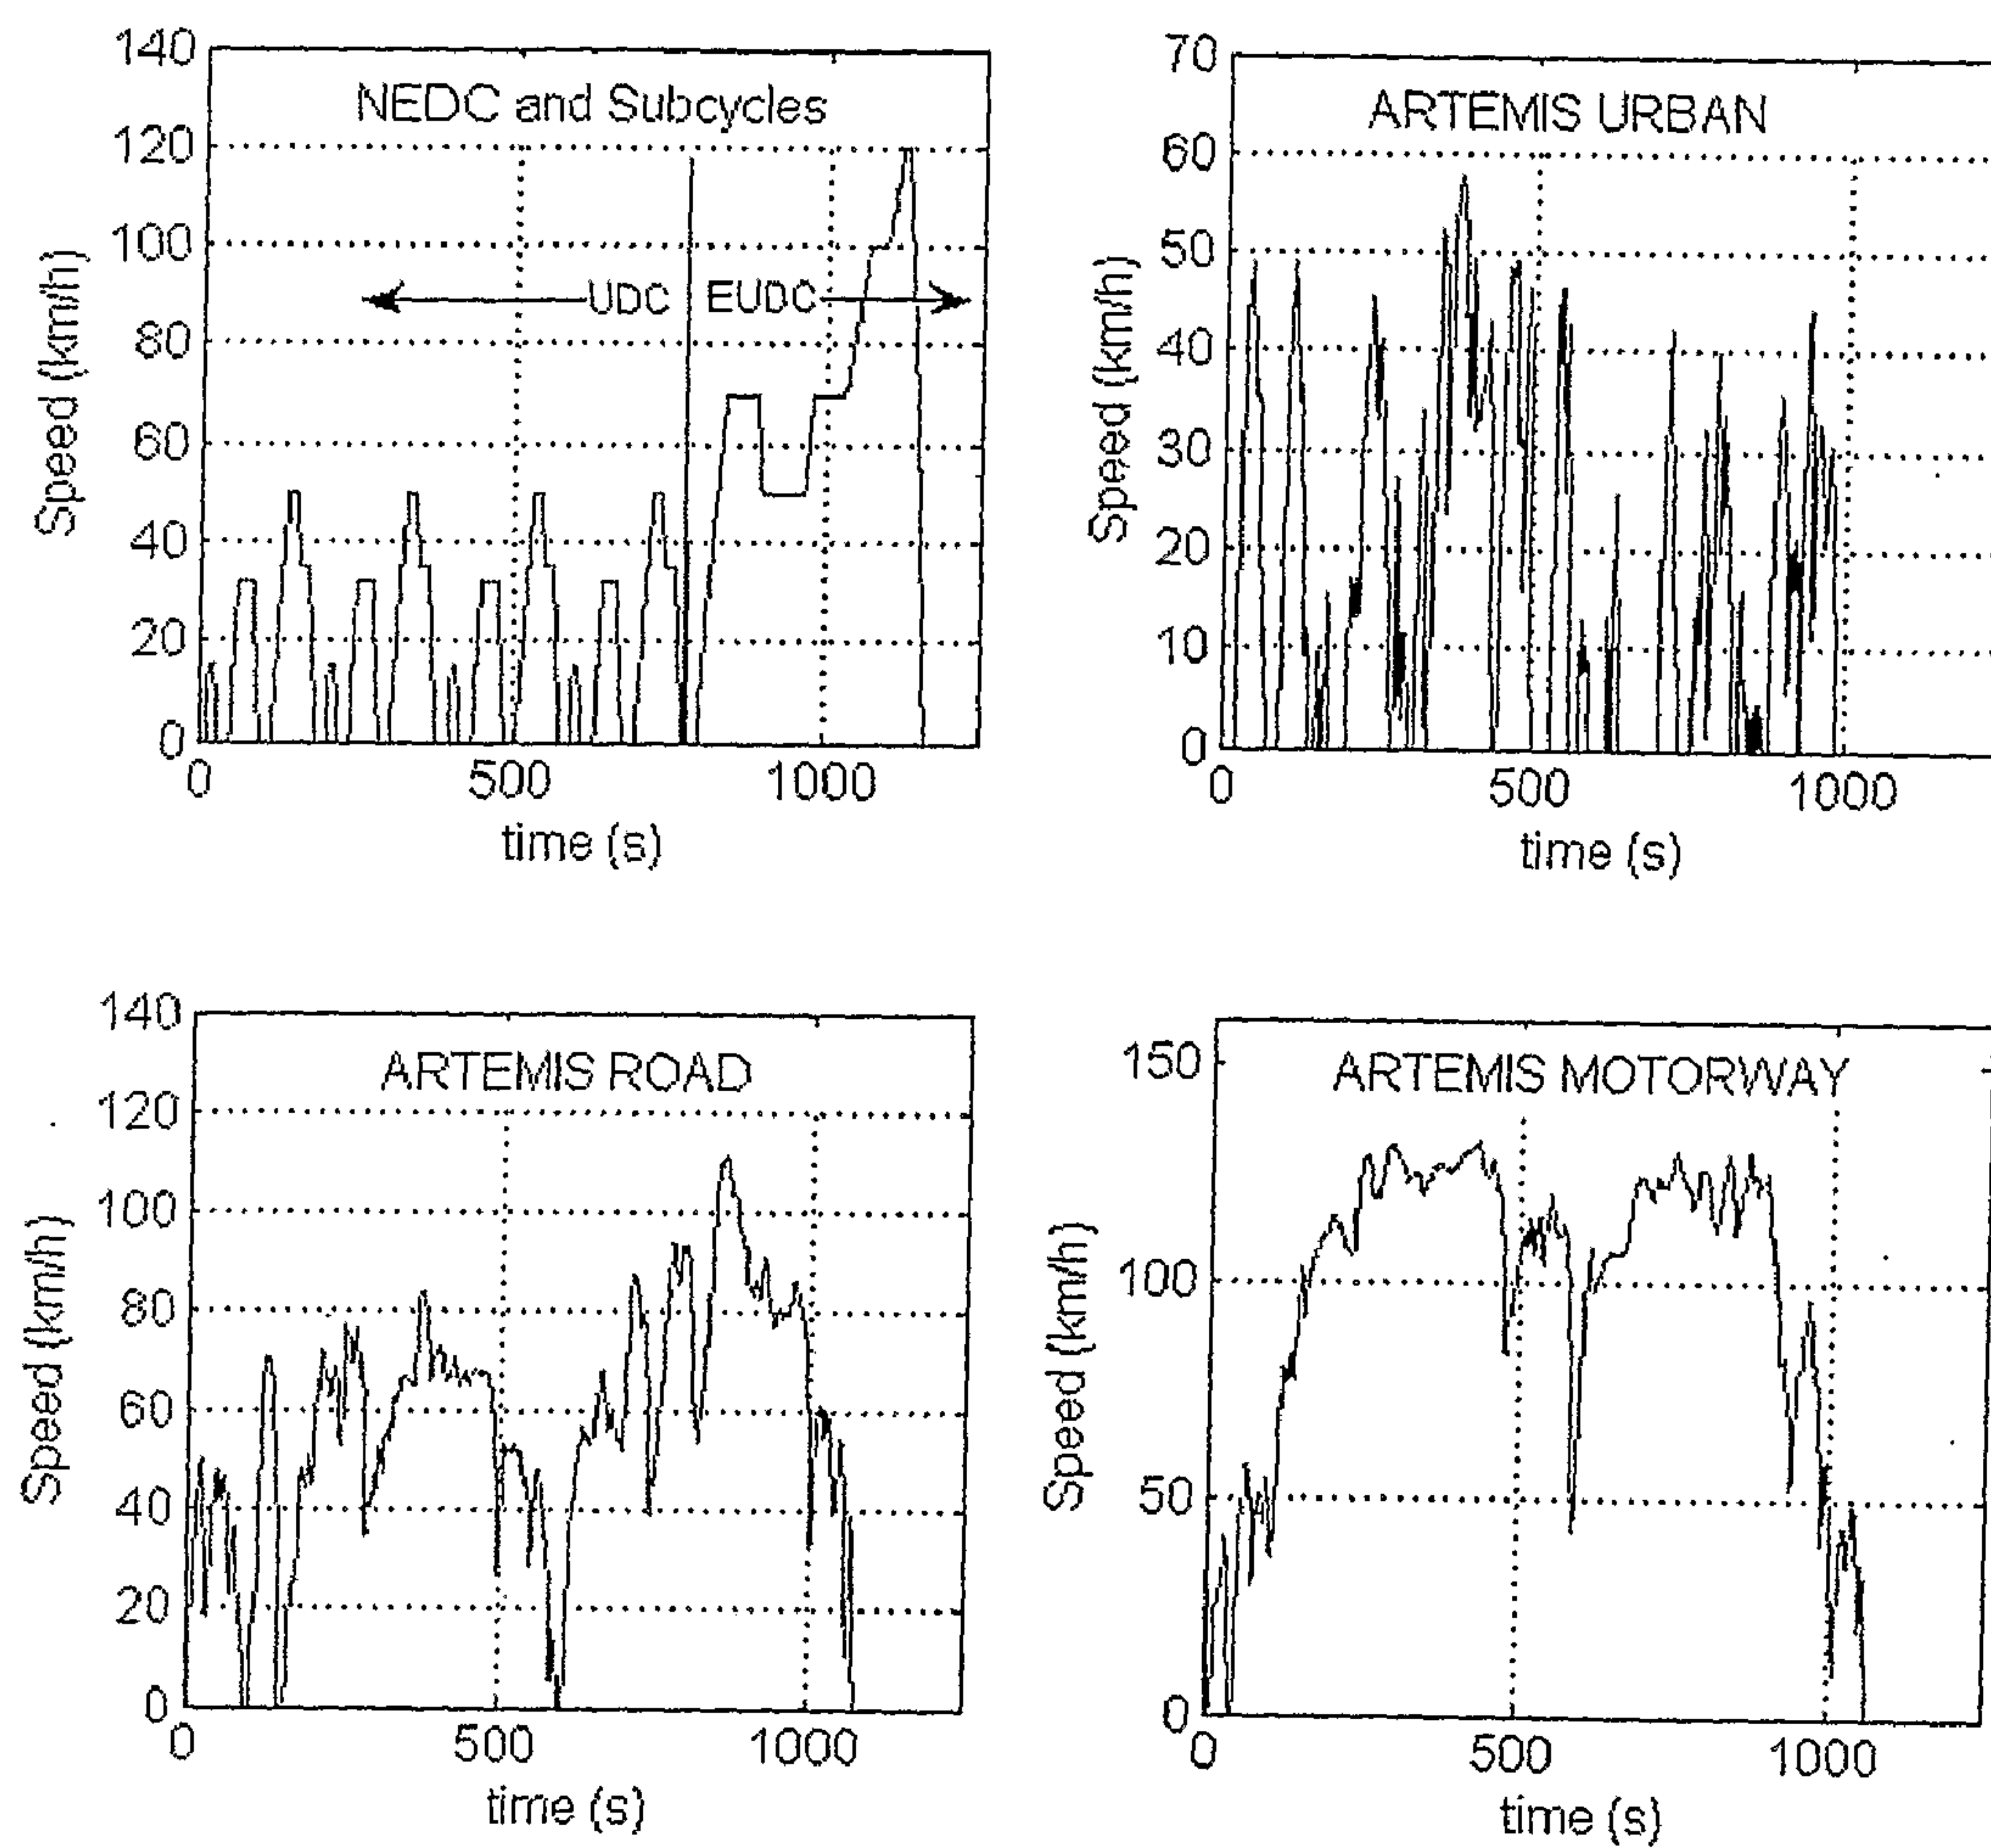 NEDC and Subcycles
Speed (km/h)
140
120
100
80
60
40
20
0
UDC
EUDC
0
500
1000
time (s)
ARTEMIS URBAN
Speed (km/h)
70
60
50
40
30
20
10
0
0
500
1000
time (s)
ARTEMIS ROAD
Speed (km/h)
140
120
100
80
60
40
20
0
0
500
1000
time (s)
ARTEMIS MOTORWAY
Speed (km/h)
150
100
50
0
0
500
1000
time (s)